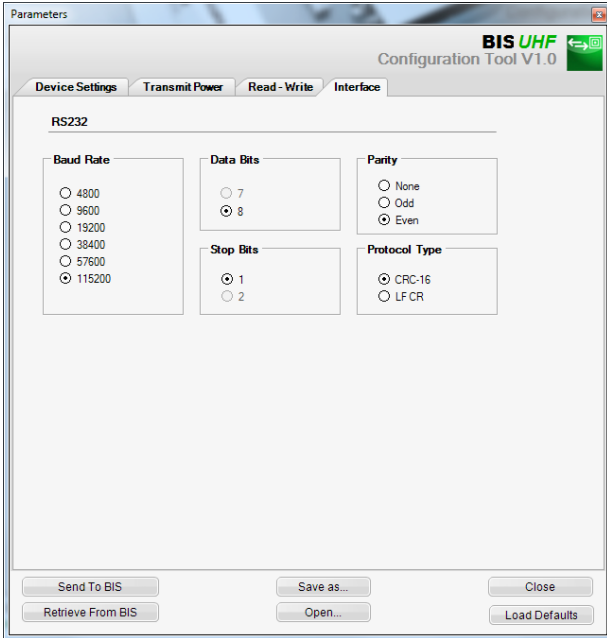 Parameters
BIS UHF
Configuration Tool V1.0
Device Settings Transmit Power Read - Write Interface
RS232
Baud Rate
4800
9600
19200
38400
57600
115200
Data Bits
7
8
Stop Bits
1
2
Parity
None
Odd
Even
Protocol Type
CRC-16
LF CR
Send To BIS Save as... Close
Retrieve From BIS Open... Load Defaults